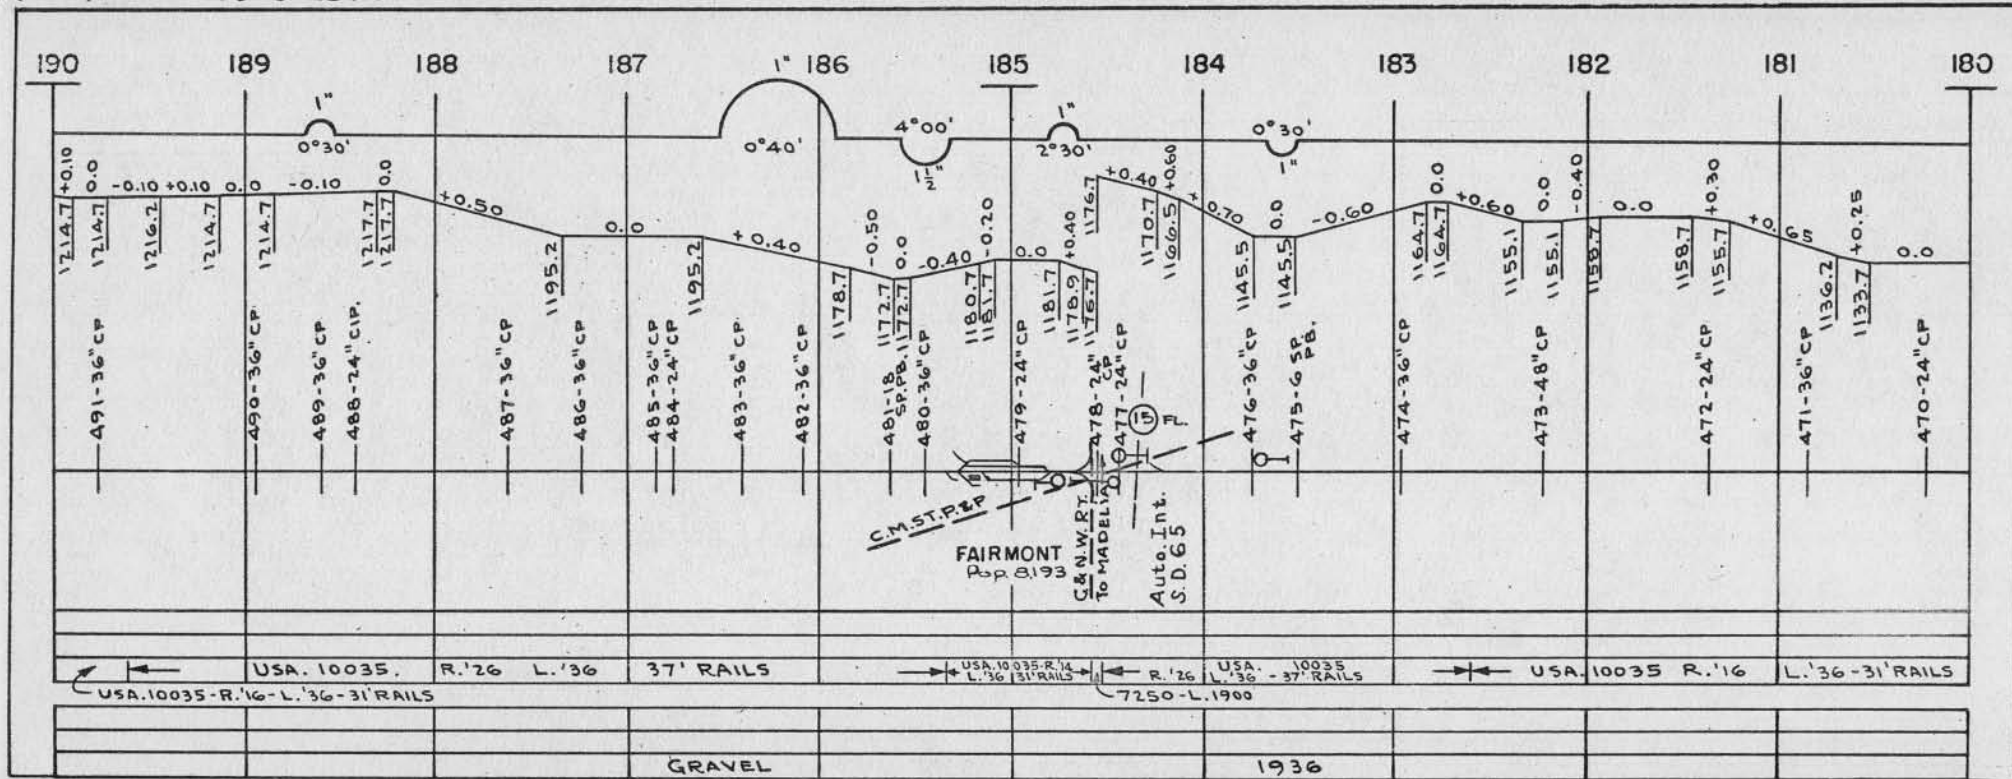 190 189 188 187 186 185 184 183 182 181 180
1" 1" 4°00' 1" 0°30'
0°30' 0°40' 1½" 2°30' 1"
+0.10 0.0 -0.10 +0.10 0.0 -0.10 0.0 +0.50 0.0 +0.40 -0.50 0.0 -0.40 -0.20 0.0 +0.40 +0.40 +0.60 +0.70 0.0 -0.60 0.0 +0.60 0.0 -0.40 0.0 +0.30 +0.65 +0.25 0.0
1214.7 1214.7 1216.2 1214.7 1214.7 1217.7 1217.7 1195.2 1195.2 1178.7 1172.7 1172.7 1180.7 1181.7 1181.7 1178.9 1176.7 1176.7 1170.7 1166.5 1145.5 1145.5 1164.7 1164.7 1155.1 1155.1 1158.7 1158.7 1155.7 1136.2 1133.7
491-36" CP
490-36" CP
489-36" CP
488-24" C.I.P.
487-36" CP
486-36" CP
485-36" CP
484-24" CP
483-36" CP
482-36" CP
481-18 SP.PB.
480-36" CP
479-24" CP
478-24" CP
477-24" CP
476-36" CP
475-6 SP. PB.
474-36" CP
473-48" CP
472-24" CP
471-36" CP
470-24" CP
15 FL.
C.M.ST.P.&P
FAIRMONT
Pop. 8,193
C.& N.W. RY.
TO MADELIA
Auto. Int.
S.D. 65
USA. 10035. R.'26 L.'36 37' RAILS
USA. 10035-R.'14
L.'36 31' RAILS
USA. 10035
R.'26 L.'36 - 37' RAILS
USA. 10035 R.'16 L.'36 - 31' RAILS
USA. 10035-R.'16-L.'36-31' RAILS
7250-L.1900
GRAVEL 1936